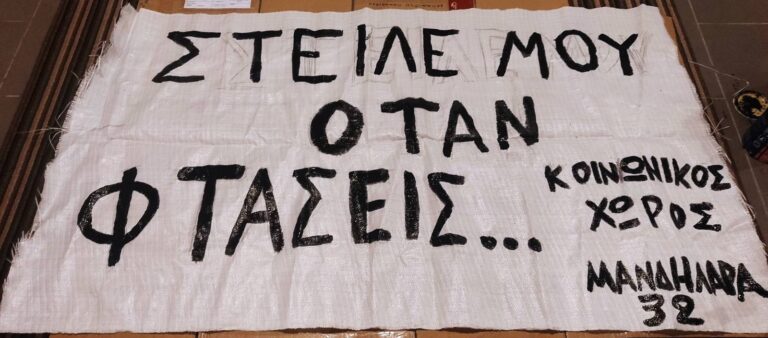 ΣΤΕΙΛΕ ΜΟΥ
ΟΤΑΝ
ΦΤΑΣΕΙΣ...
ΚΟΙΝΩΝΙΚΟΣ
ΧΩΡΟΣ
ΜΑΝΔΗΛΑΡΑ
32